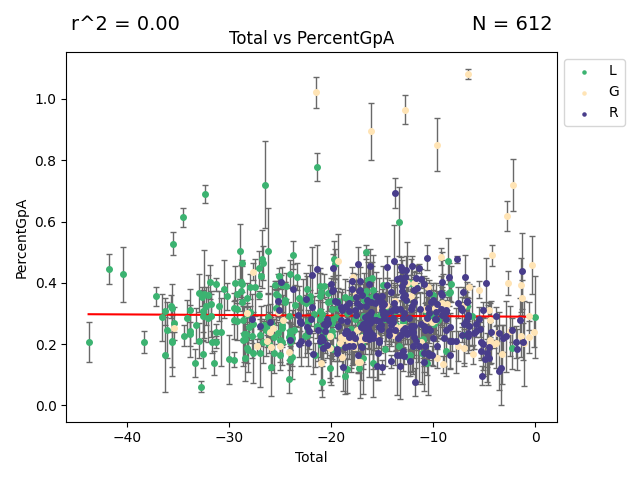 r^2 = 0.00
N = 612
Total vs PercentGpA
L
G
R
PercentGpA
1.0
0.8
0.6
0.4
0.2
0.0
−40
−30
−20
−10
0
Total